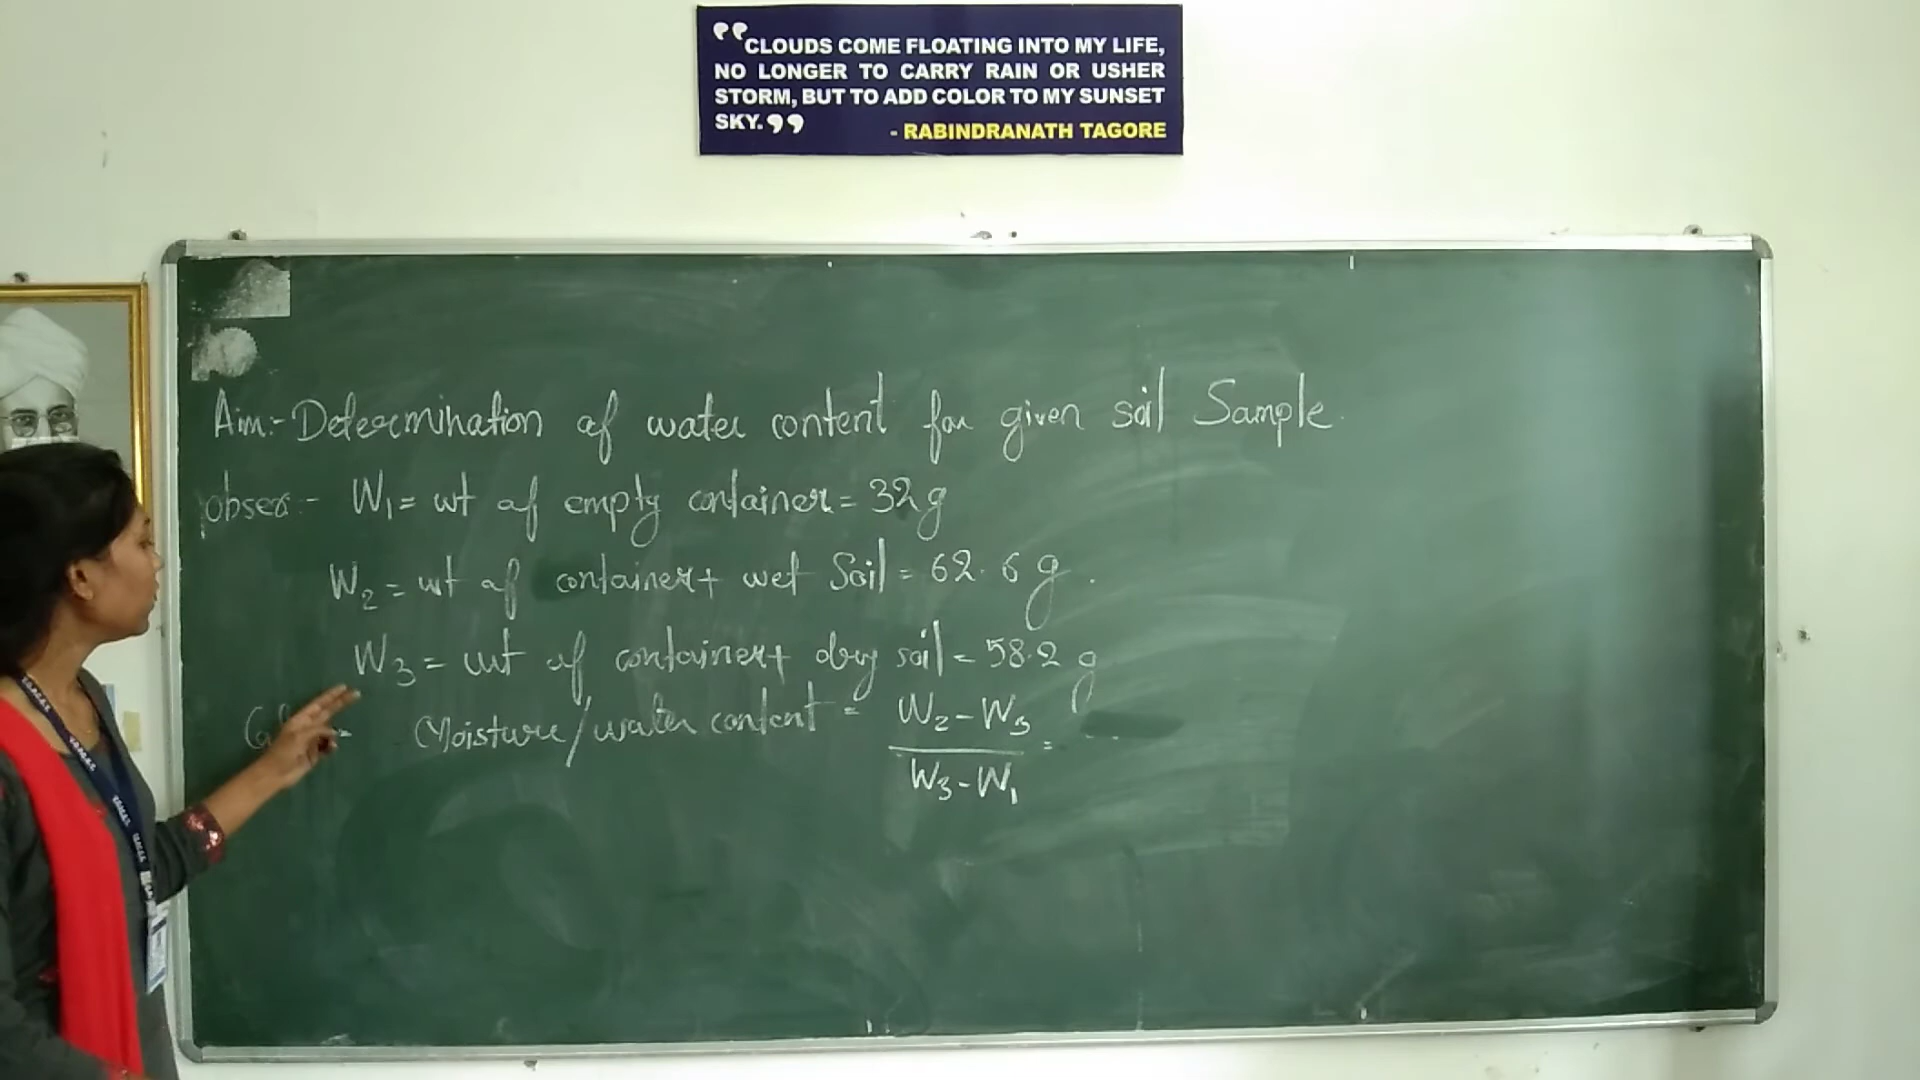 ❝CLOUDS COME FLOATING INTO MY LIFE,
NO LONGER TO CARRY RAIN OR USHER
STORM, BUT TO ADD COLOR TO MY SUNSET
SKY.❞ - RABINDRANATH TAGORE
Aim:- Determination of water content for given soil Sample.
obser:- W₁ = wt of empty container = 32g
W₂ = wt of container + wet Soil = 62.6 g.
W₃ = wt of container + dry soil = 58.2 g
Moisture/water content = W₂-W₃ =
W₃-W₁